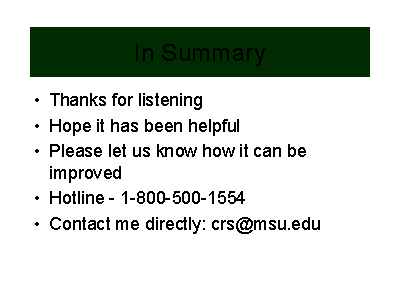 In Summary
• Thanks for listening
• Hope it has been helpful
• Please let us know how it can be
improved
• Hotline - 1-800-500-1554
• Contact me directly: crs@msu.edu